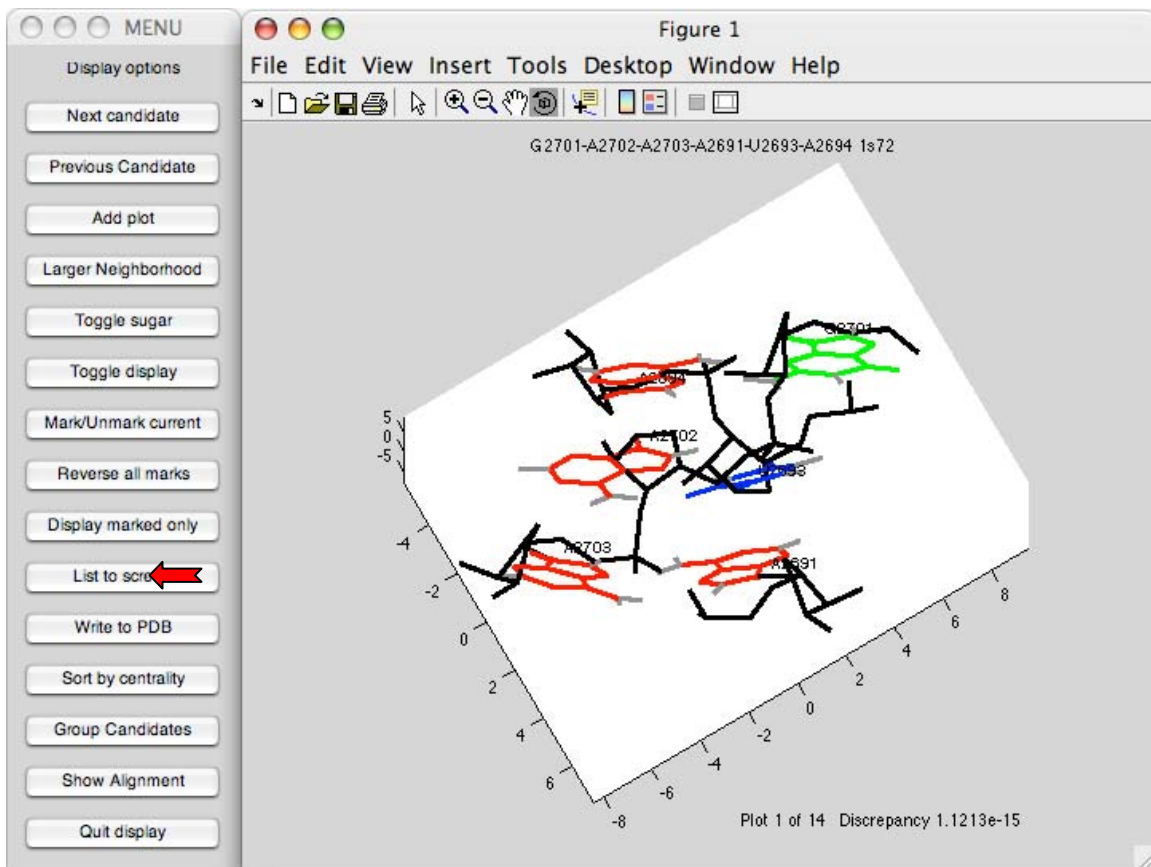 MENU
Display options
Next candidate
Previous Candidate
Add plot
Larger Neighborhood
Toggle sugar
Toggle display
Mark/Unmark current
Reverse all marks
Display marked only
List to scre
Write to PDB
Sort by centrality
Group Candidates
Show Alignment
Quit display
Figure 1
File Edit View Insert Tools Desktop Window Help
G2701-A2702-A2703-A2691-U2693-A2694 1s72
G2701
A2694
A2702
U2693
A2703
A2691
5
0
-5
-4
-2
0
2
4
6
-8
-6
-4
-2
0
2
4
6
8
Plot 1 of 14 Discrepancy 1.1213e-15